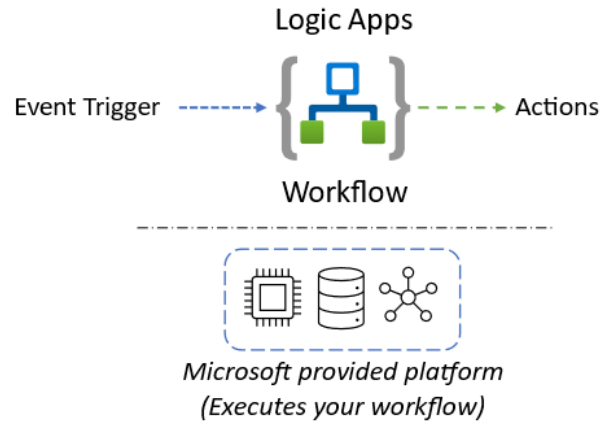 Logic Apps
Event Trigger
Actions
Workflow
Microsoft provided platform
(Executes your workflow)